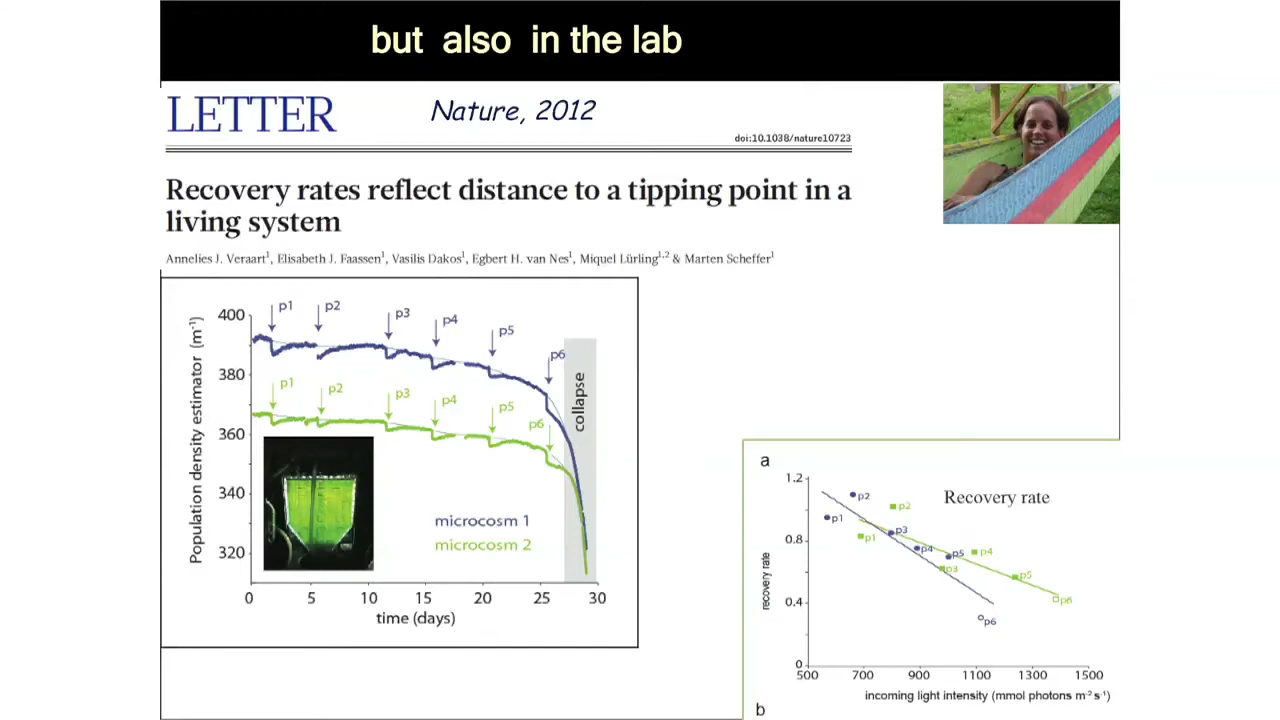 but also in the lab
LETTER
Nature, 2012
doi:10.1038/nature10723
Recovery rates reflect distance to a tipping point in a
living system
Annelies J. Veraart¹, Elisabeth J. Faassen¹, Vasilis Dakos¹, Egbert H. van Nes¹, Miquel Lürling¹,² & Marten Scheffer¹
Population density estimator (m⁻¹)
400
380
360
340
320
p1
p2
p3
p4
p5
p6
p1
p2
p3
p4
p5
p6
collapse
microcosm 1
microcosm 2
0 5 10 15 20 25 30
time (days)
a
Recovery rate
recovery rate
1.2
0.8
0.4
0
p2
p1
p3
p4
p5
p6
p2
p1
p3
p4
p5
p6
500 700 900 1100 1300 1500
incoming light intensity (mmol photons m⁻² s⁻¹)
b